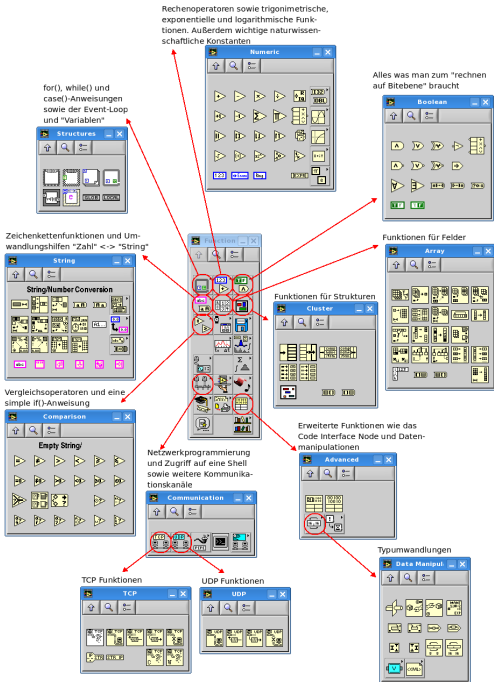 Rechenoperatoren sowie trigonimetrische,
exponentielle und logarithmische Funk-
tionen. Außerdem wichtige naturwissen-
schaftliche Konstanten
Numeric
for(), while() und
case()-Anweisungen
sowie der Event-Loop
und "Variablen"
Structures
Alles was man zum "rechnen
auf Bitebene" braucht
Boolean
Zeichenkettenfunktionen und Um-
wandlungshilfen "Zahl" <-> "String"
String
String/Number Conversion
Function
Funktionen für Felder
Array
Funktionen für Strukturen
Cluster
Vergleichsoperatoren und eine
simple if()-Anweisung
Comparison
Empty String/
Erweiterte Funktionen wie das
Code Interface Node und Daten-
manipulationen
Advanced
Netzwerkprogrammierung
und Zugriff auf eine Shell
sowie weitere Kommunika-
tionskanäle
Communication
Typumwandlungen
Data Manipul
TCP Funktionen
TCP
UDP Funktionen
UDP